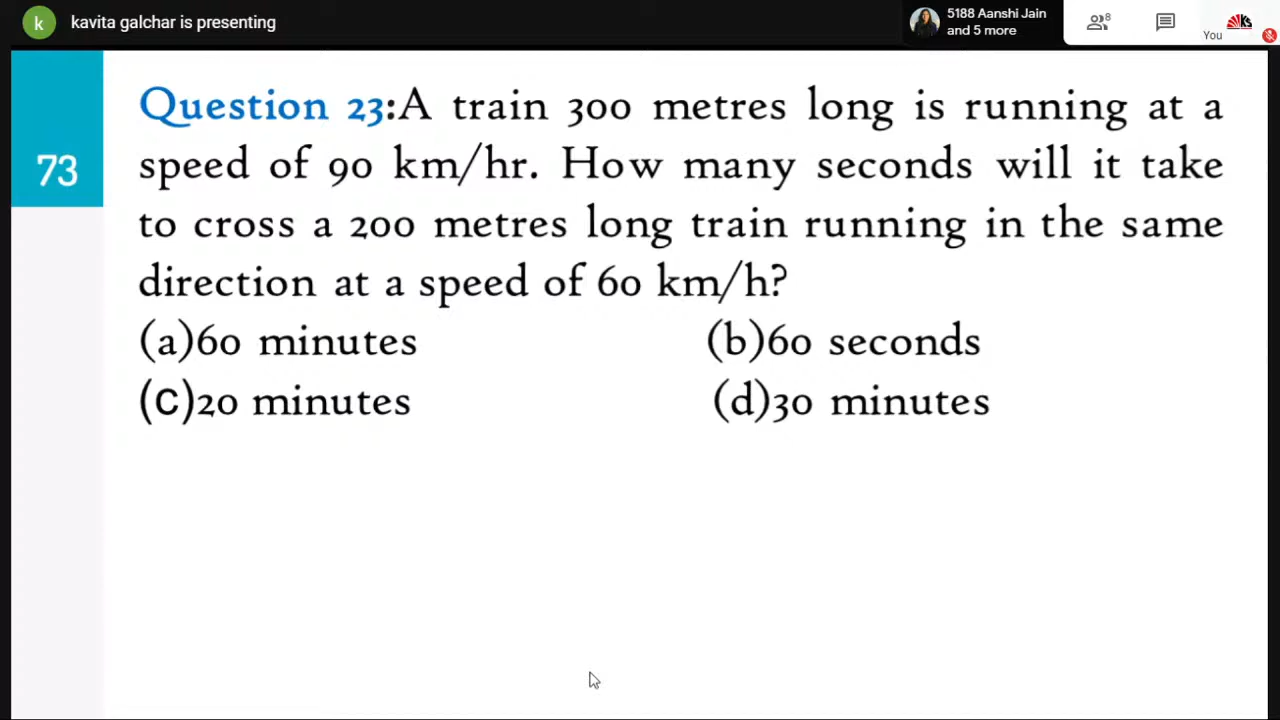 k kavita galchar is presenting
5188 Aanshi Jain
and 5 more
8
ks
You
73
Question 23:A train 300 metres long is running at a
speed of 90 km/hr. How many seconds will it take
to cross a 200 metres long train running in the same
direction at a speed of 60 km/h?
(a)60 minutes (b)60 seconds
(C)20 minutes (d)30 minutes